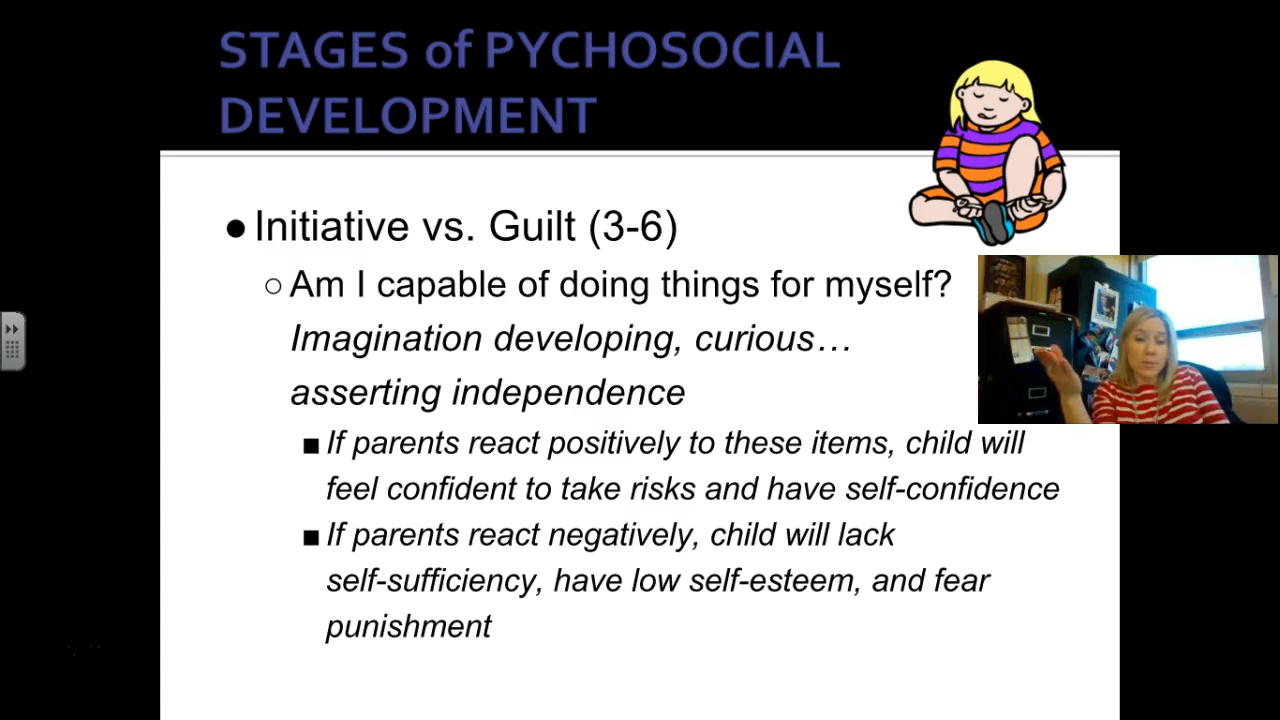 STAGES of PYCHOSOCIAL
DEVELOPMENT
● Initiative vs. Guilt (3-6)
○ Am I capable of doing things for myself?
Imagination developing, curious…
asserting independence
■ If parents react positively to these items, child will
feel confident to take risks and have self-confidence
■ If parents react negatively, child will lack
self-sufficiency, have low self-esteem, and fear
punishment